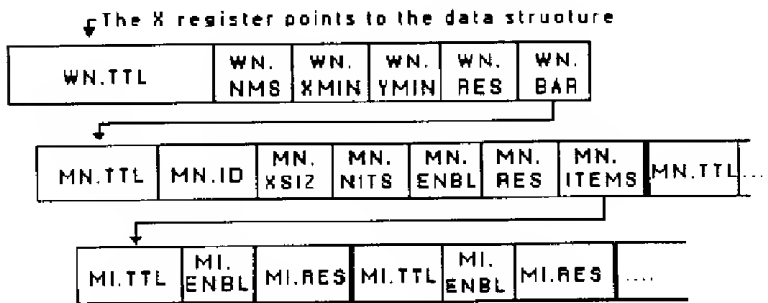 The X register points to the data structure
WN.TTL WN. NMS WN. XMIN WN. YMIN WN. RES WN. BAR
MN.TTL MN.ID MN. XSIZ MN. NITS MN. ENBL MN. RES MN. ITEMS MN.TTL ...
MI.TTL MI. ENBL MI.RES MI.TTL MI. ENBL MI.RES ....